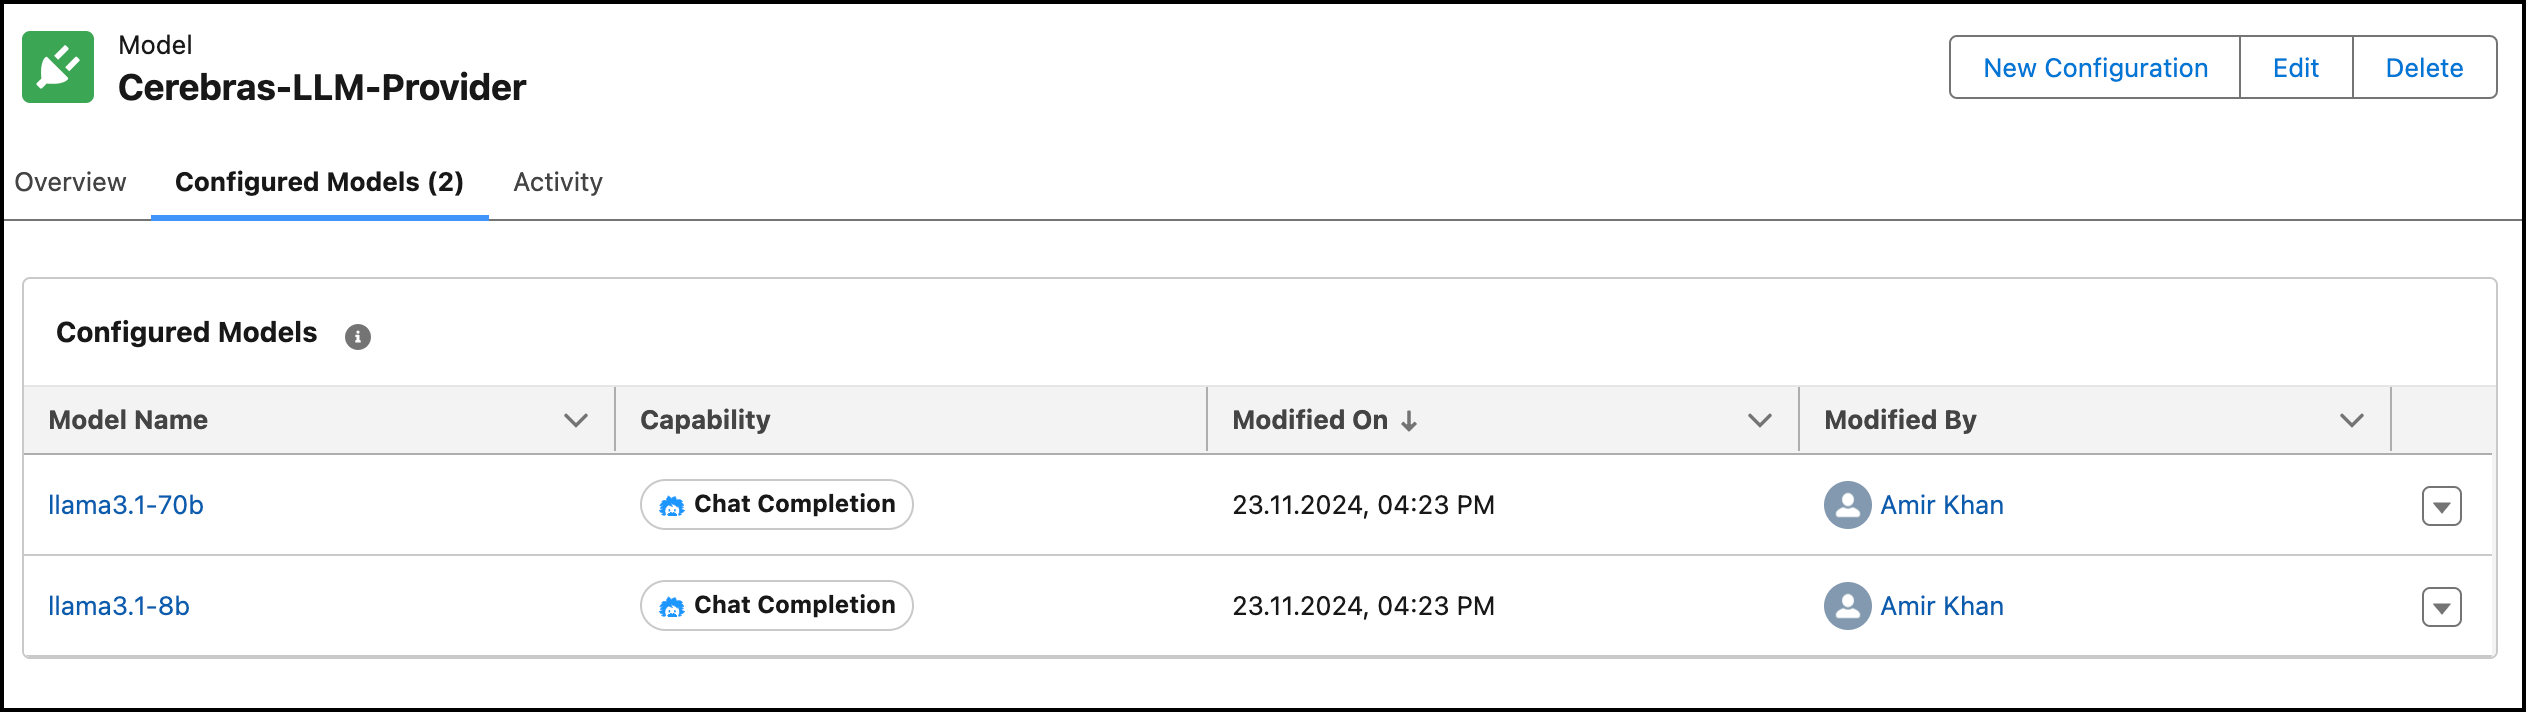 Model
Cerebras-LLM-Provider
New Configuration Edit Delete
Overview Configured Models (2) Activity
Configured Models
Model Name Capability Modified On Modified By
llama3.1-70b Chat Completion 23.11.2024, 04:23 PM Amir Khan
llama3.1-8b Chat Completion 23.11.2024, 04:23 PM Amir Khan